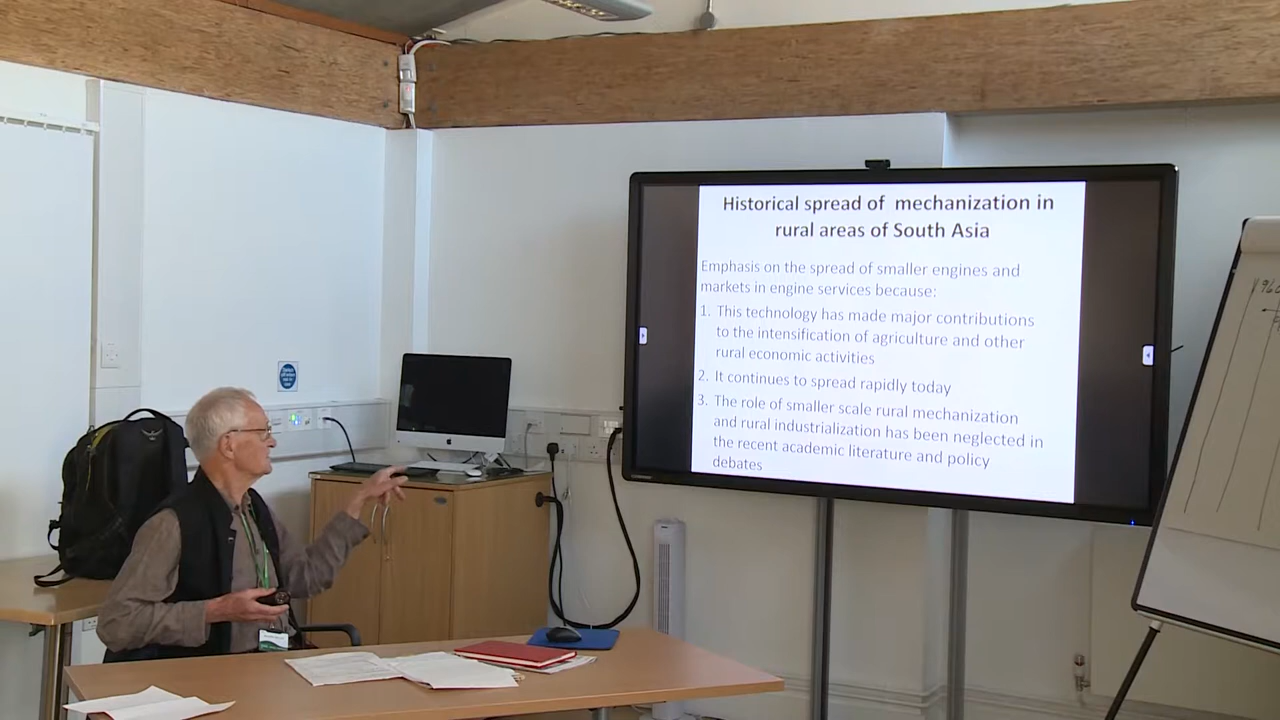 Historical spread of mechanization in
rural areas of South Asia
Emphasis on the spread of smaller engines and
markets in engine services because:
1. This technology has made major contributions
to the intensification of agriculture and other
rural economic activities
2. It continues to spread rapidly today
3. The role of smaller scale rural mechanization
and rural industrialization has been neglected in
the recent academic literature and policy
debates